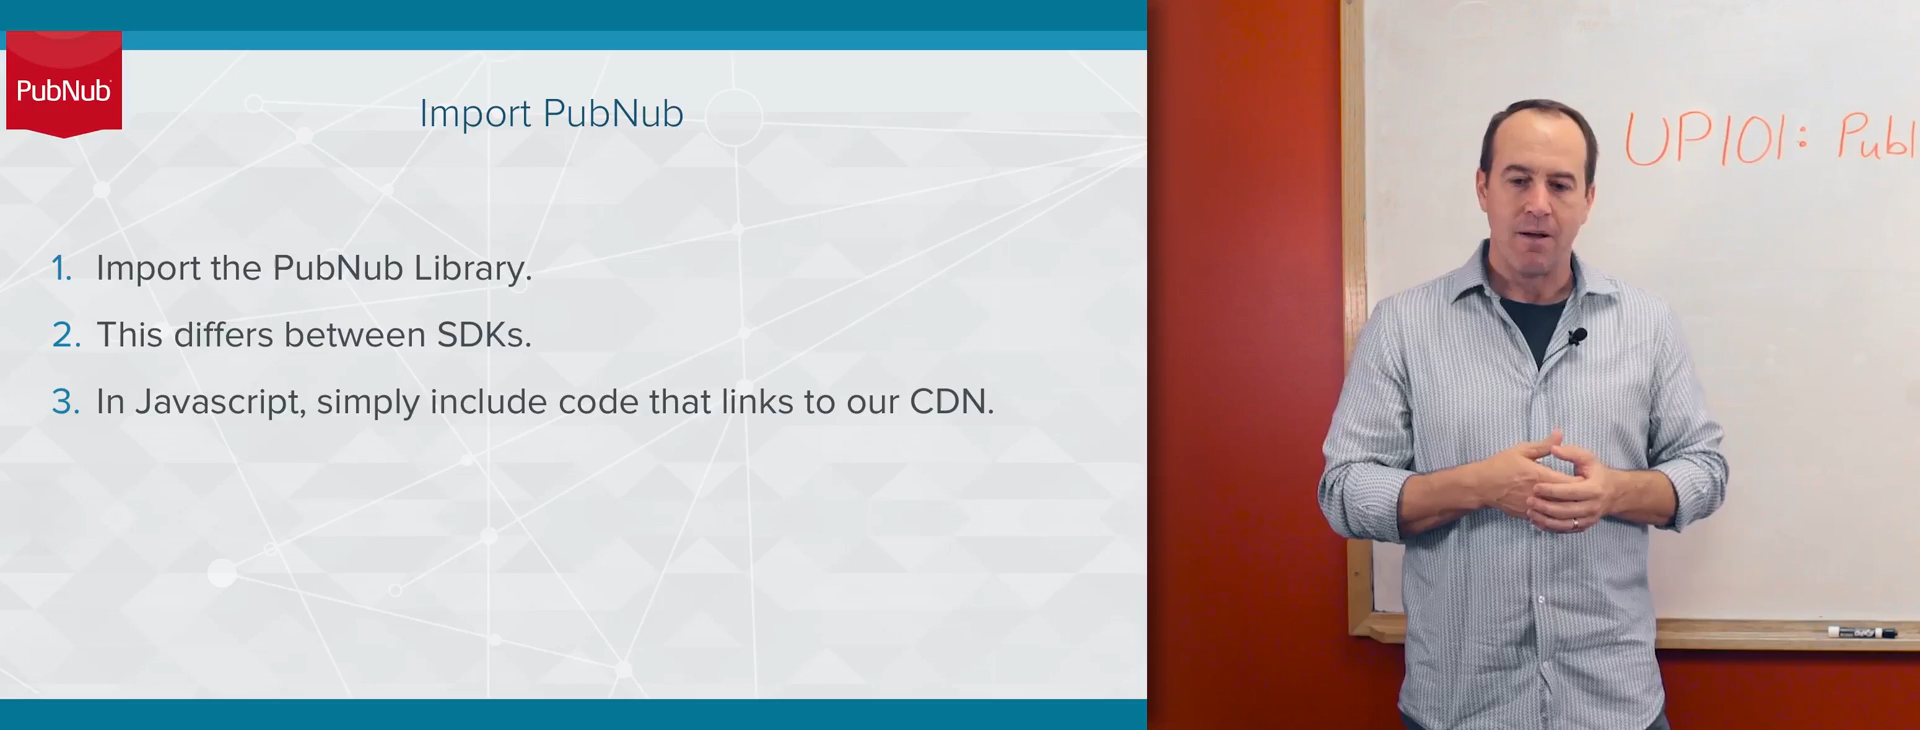 PubNub
Import PubNub
1. Import the PubNub Library.
2. This differs between SDKs.
3. In Javascript, simply include code that links to our CDN.
UP101: Publ